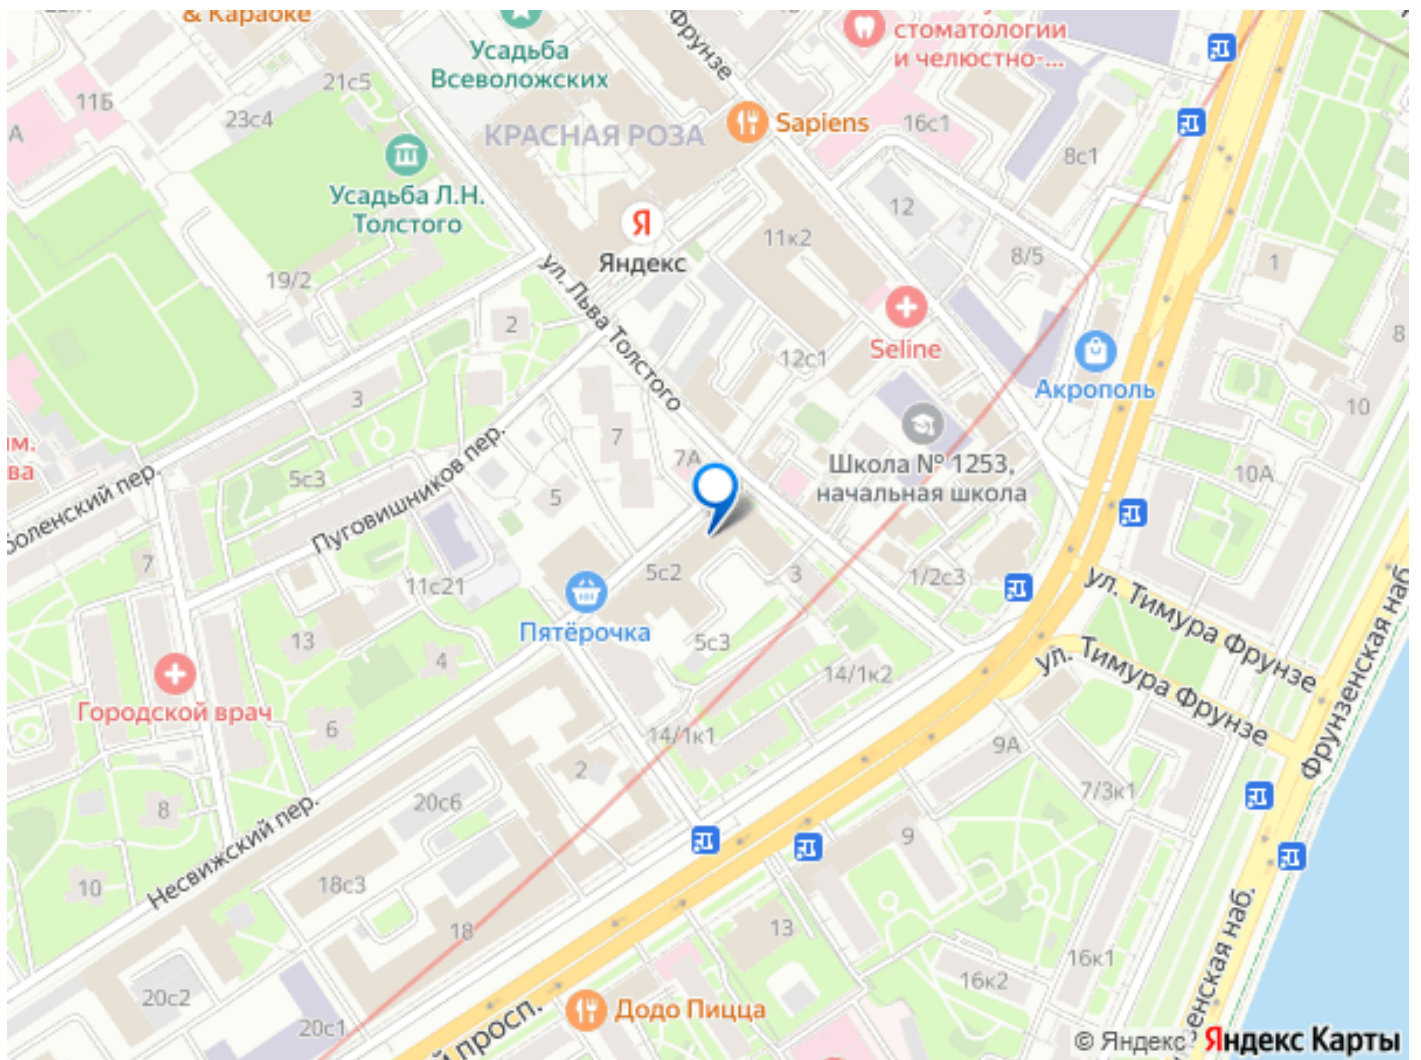 & Караоке
Усадьба
Всеволожских
Фрунзе
стоматологии
и челюстно-...
21с5
11Б
23с4
КРАСНАЯ РОЗА
Sapiens
16с1
8с1
Усадьба Л.Н.
Толстого
12
Я
Яндекс
11к2
8/5
1
19/2
ул. Льва Толстого
2
Seline
12с1
Акрополь
8
3
10
7
Школа № 1253,
начальная школа
7А
10А
5с3
Пуговишников пер.
5
7
11с21
5с2
3
1/2с3
ул. Тимура Фрунзе
Фрунзенская наб.
Пятёрочка
13
4
5с3
ул. Тимура Фрунзе
14/1к2
Городской врач
6
14/1к1
9А
2
7/3к1
8
20с6
Несвижский пер.
9
10
18с3
18
13
16к1
16к2
20с2
20с1
Додо Пицца
просп.
© Яндекс Яндекс Карты